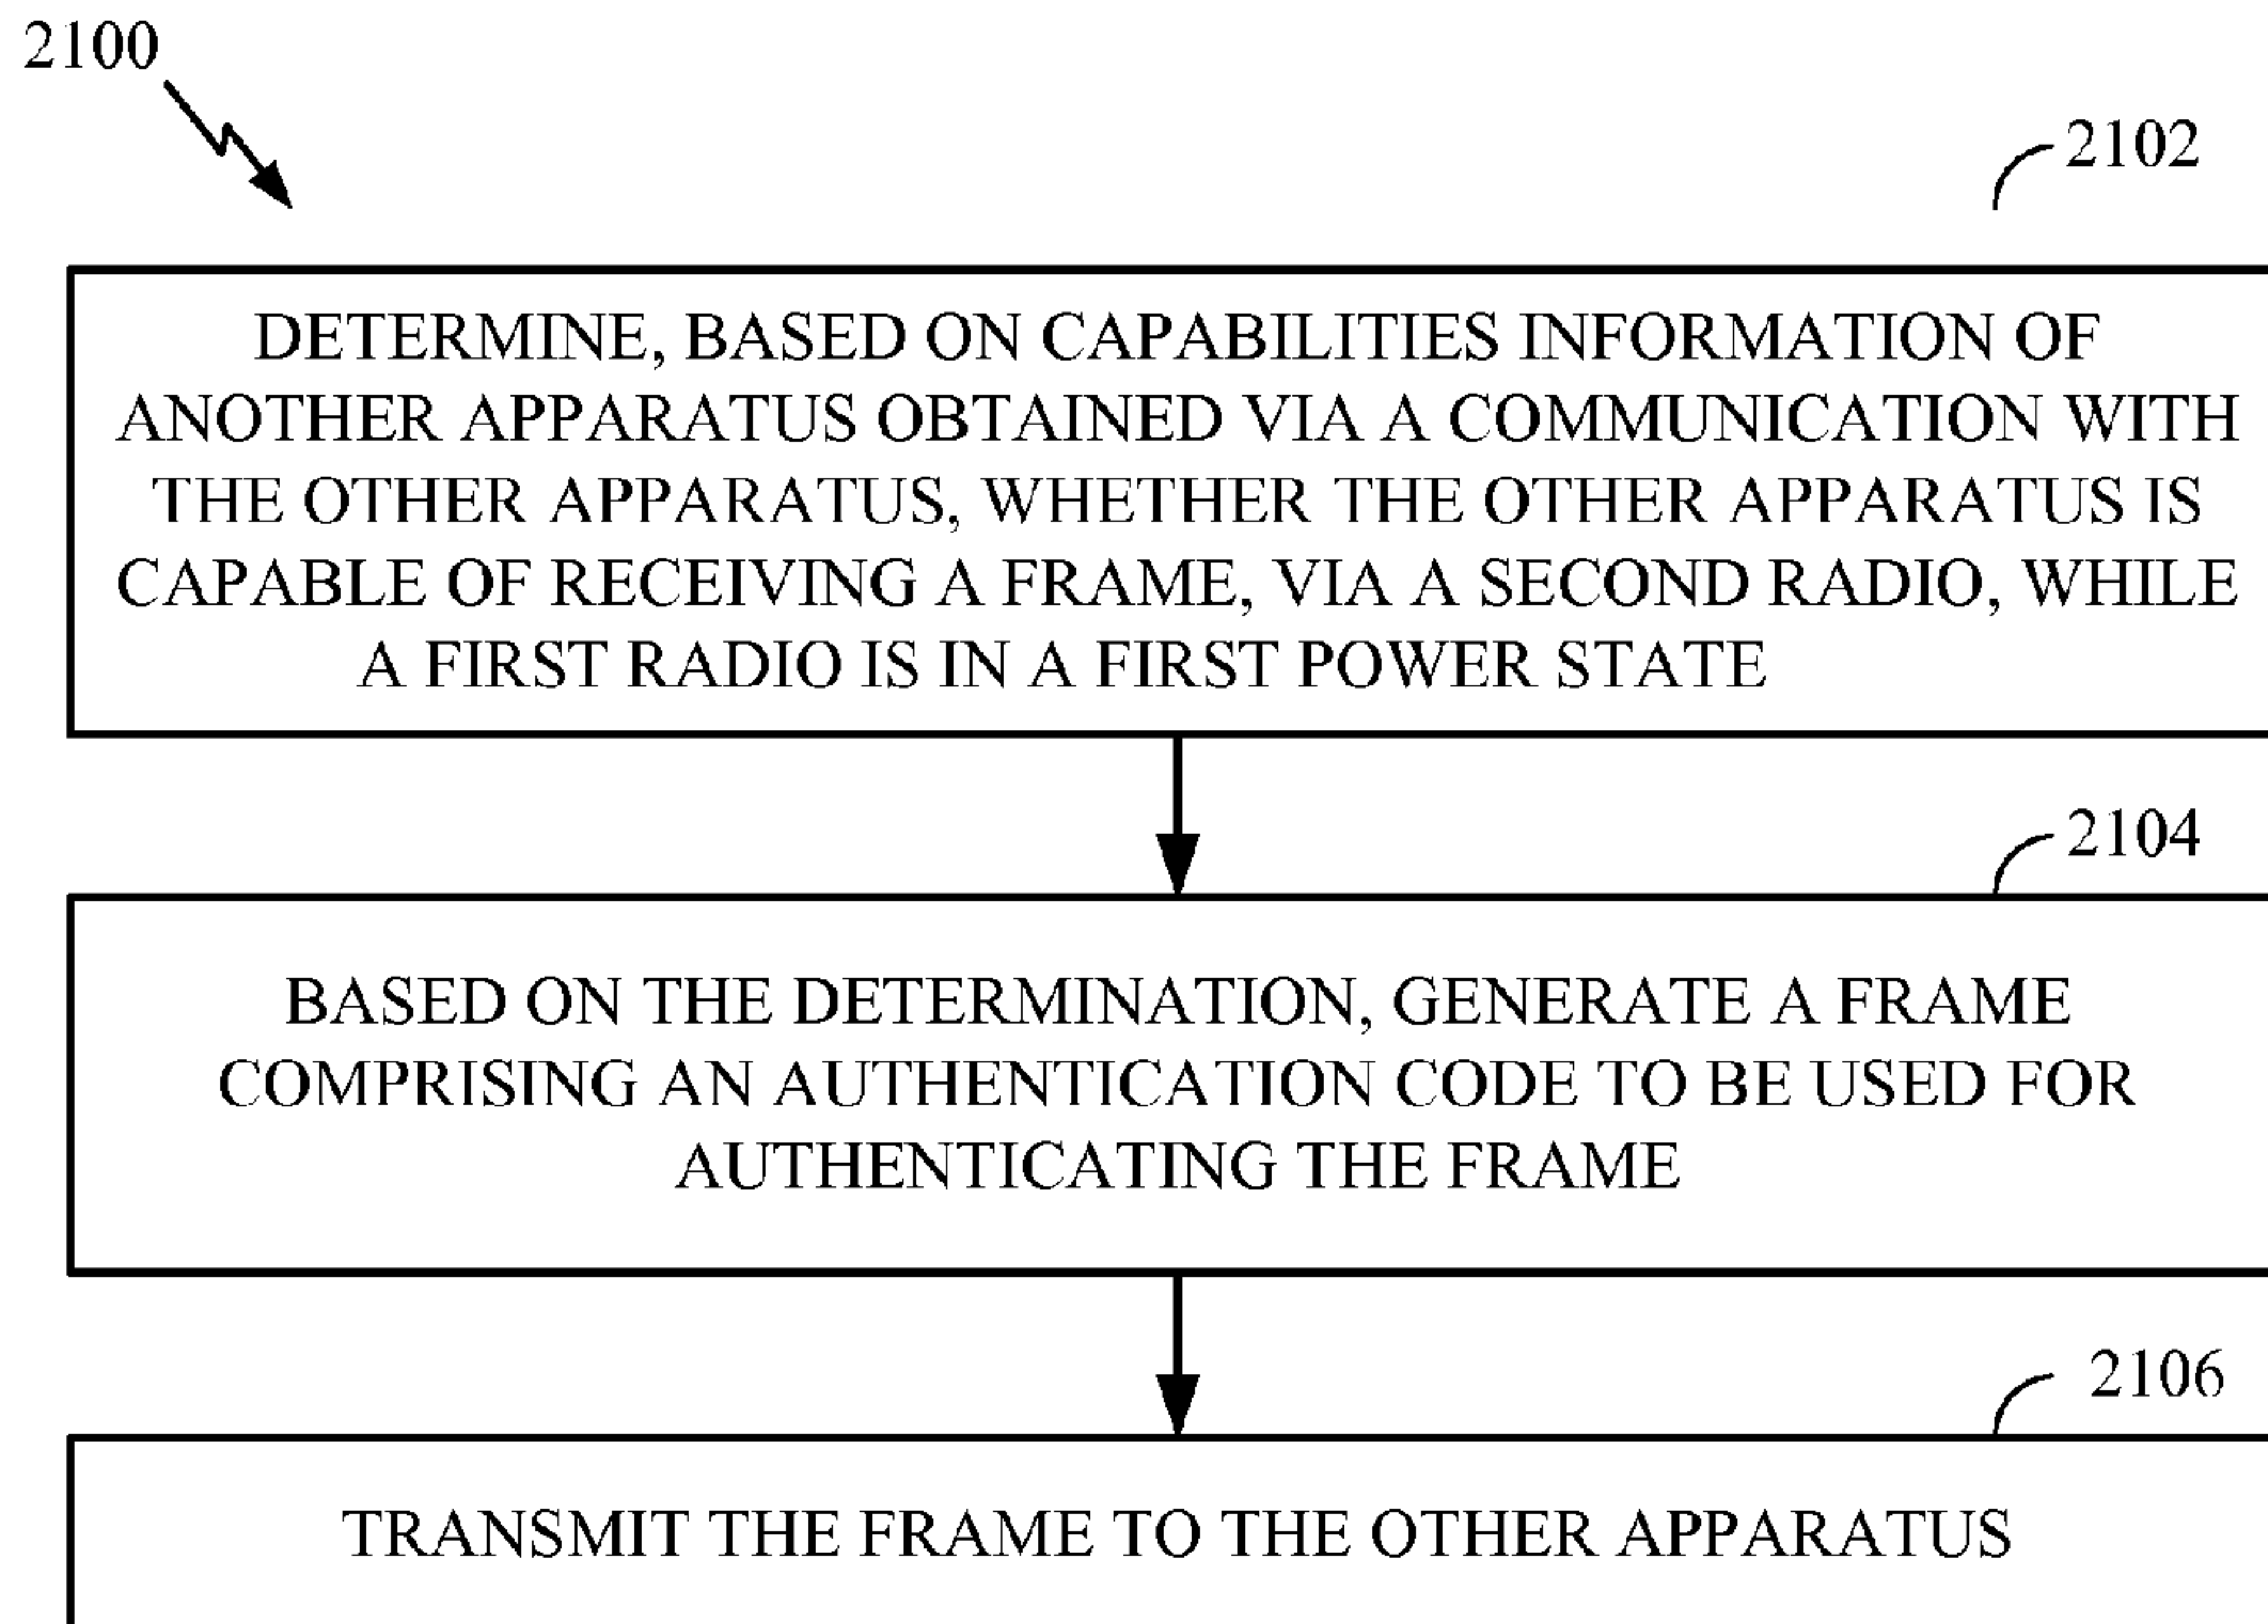 2100
2102
DETERMINE, BASED ON CAPABILITIES INFORMATION OF
ANOTHER APPARATUS OBTAINED VIA A COMMUNICATION WITH
THE OTHER APPARATUS, WHETHER THE OTHER APPARATUS IS
CAPABLE OF RECEIVING A FRAME, VIA A SECOND RADIO, WHILE
A FIRST RADIO IS IN A FIRST POWER STATE
2104
BASED ON THE DETERMINATION, GENERATE A FRAME
COMPRISING AN AUTHENTICATION CODE TO BE USED FOR
AUTHENTICATING THE FRAME
2106
TRANSMIT THE FRAME TO THE OTHER APPARATUS